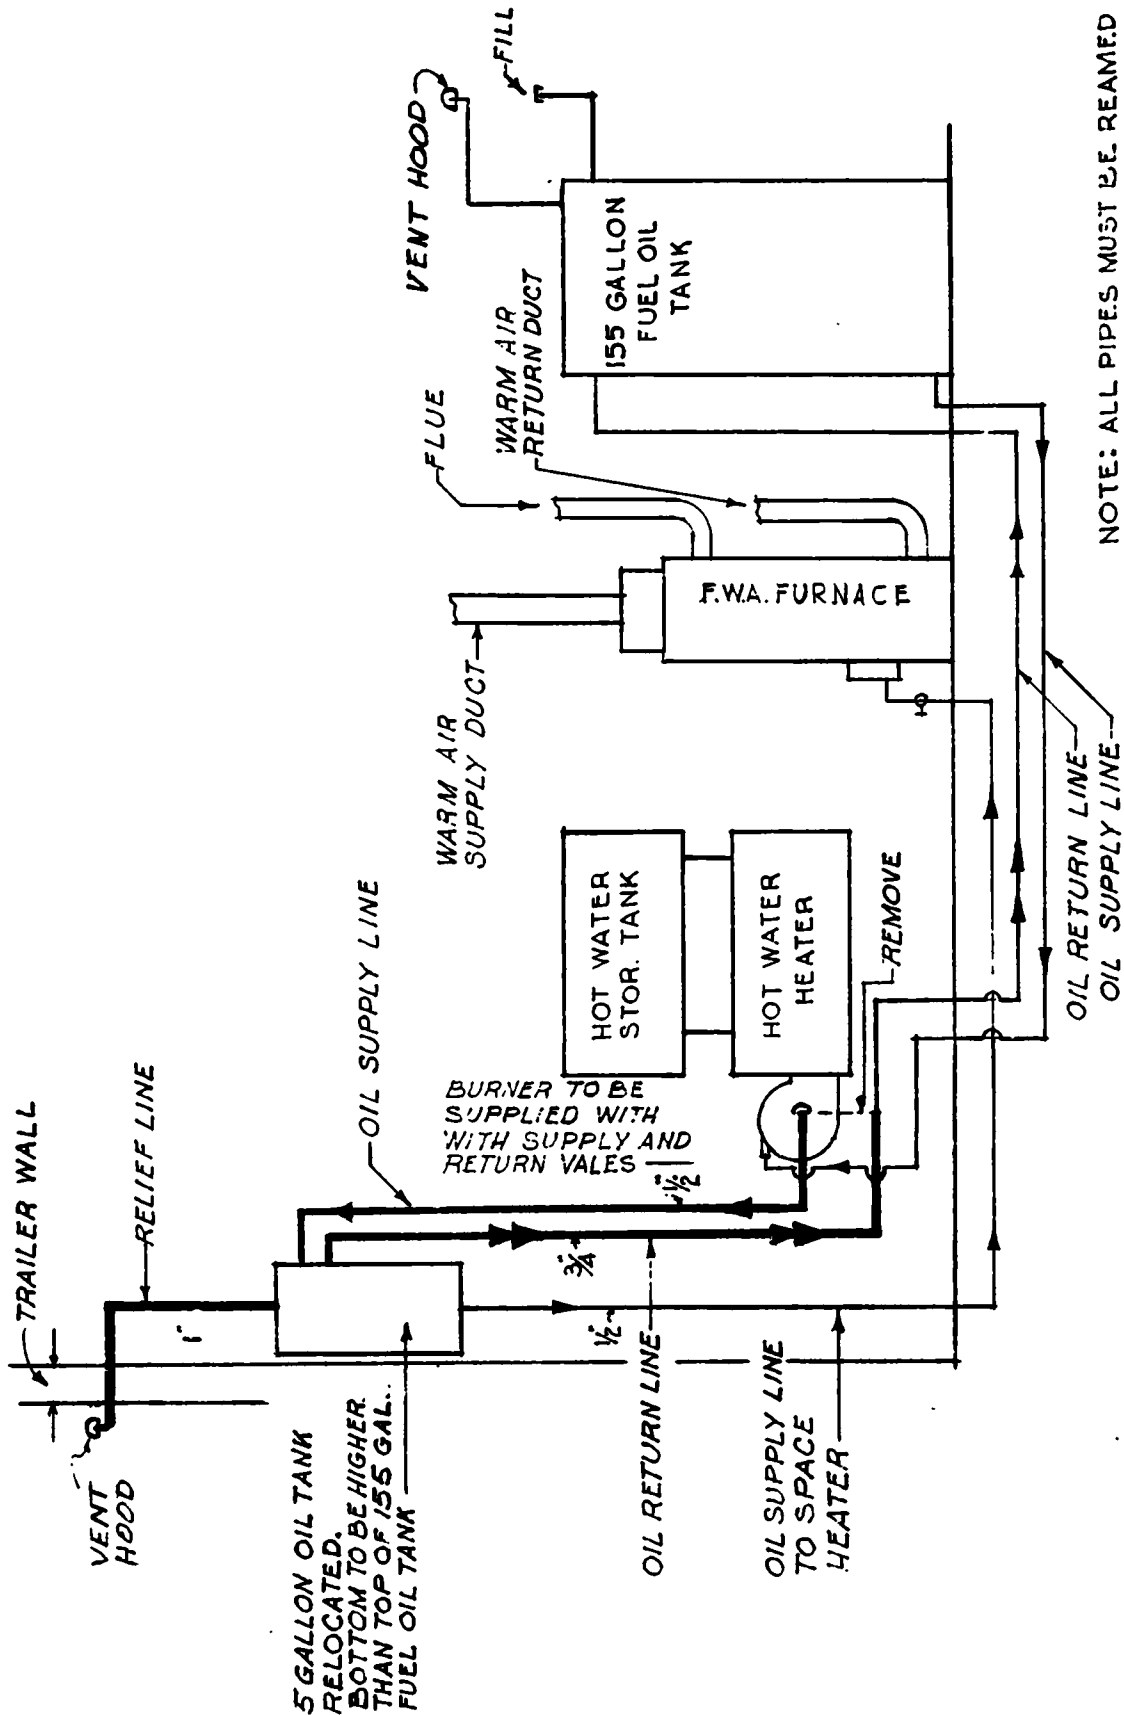 TRAILER WALL
RELIEF LINE
1"
VENT
HOOD
OIL SUPPLY LINE
5 GALLON OIL TANK
RELOCATED.
BOTTOM TO BE HIGHER
THAN TOP OF 155 GAL..
FUEL OIL TANK
BURNER TO BE
SUPPLIED WITH
WITH SUPPLY AND
RETURN VALES
1 1/2"
3/4"
1/2"
OIL RETURN LINE
OIL SUPPLY LINE
TO SPACE
HEATER
HOT WATER
STOR. TANK
HOT WATER
HEATER
REMOVE
WARM AIR
SUPPLY DUCT
F.W.A. FURNACE
FLUE
WARM AIR
RETURN DUCT
VENT HOOD
FILL
155 GALLON
FUEL OIL
TANK
OIL RETURN LINE
OIL SUPPLY LINE
NOTE: ALL PIPES MUST BE REAMED